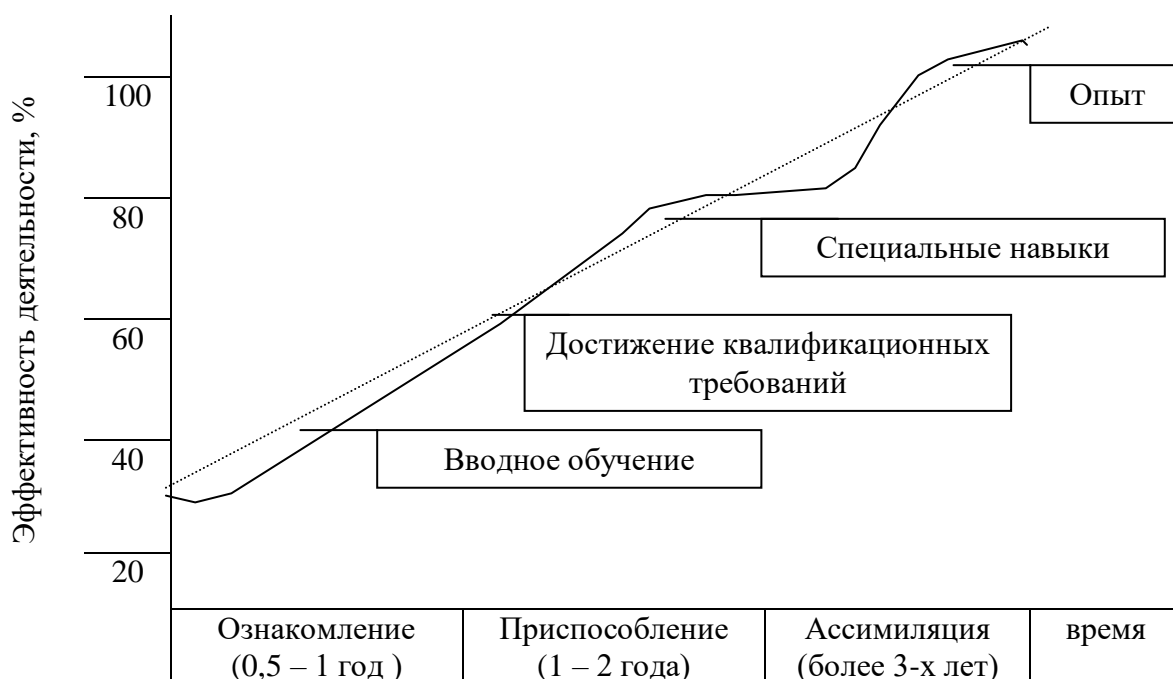 Эффективность деятельности, %
100
80
60
40
20
Опыт
Специальные навыки
Достижение квалификационных
требований
Вводное обучение
Ознакомление
(0,5 – 1 год )
Приспособление
(1 – 2 года)
Ассимиляция
(более 3-х лет)
время